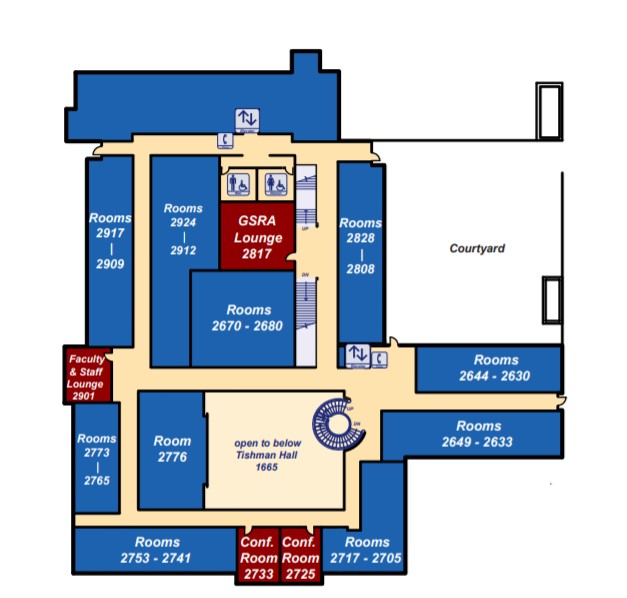 Rooms
2917
|
2909
Rooms
2924
|
2912
GSRA
Lounge
2817
UP
DN
Rooms
2670 - 2680
Rooms
2828
|
2808
Courtyard
Faculty
& Staff
Lounge
2901
Rooms
2644 - 2630
Rooms
2649 - 2633
Rooms
2773
|
2765
Room
2776
open to below
Tishman Hall
1665
UP
DN
Rooms
2753 - 2741
Conf.
Room
2733
Conf.
Room
2725
Rooms
2717 - 2705